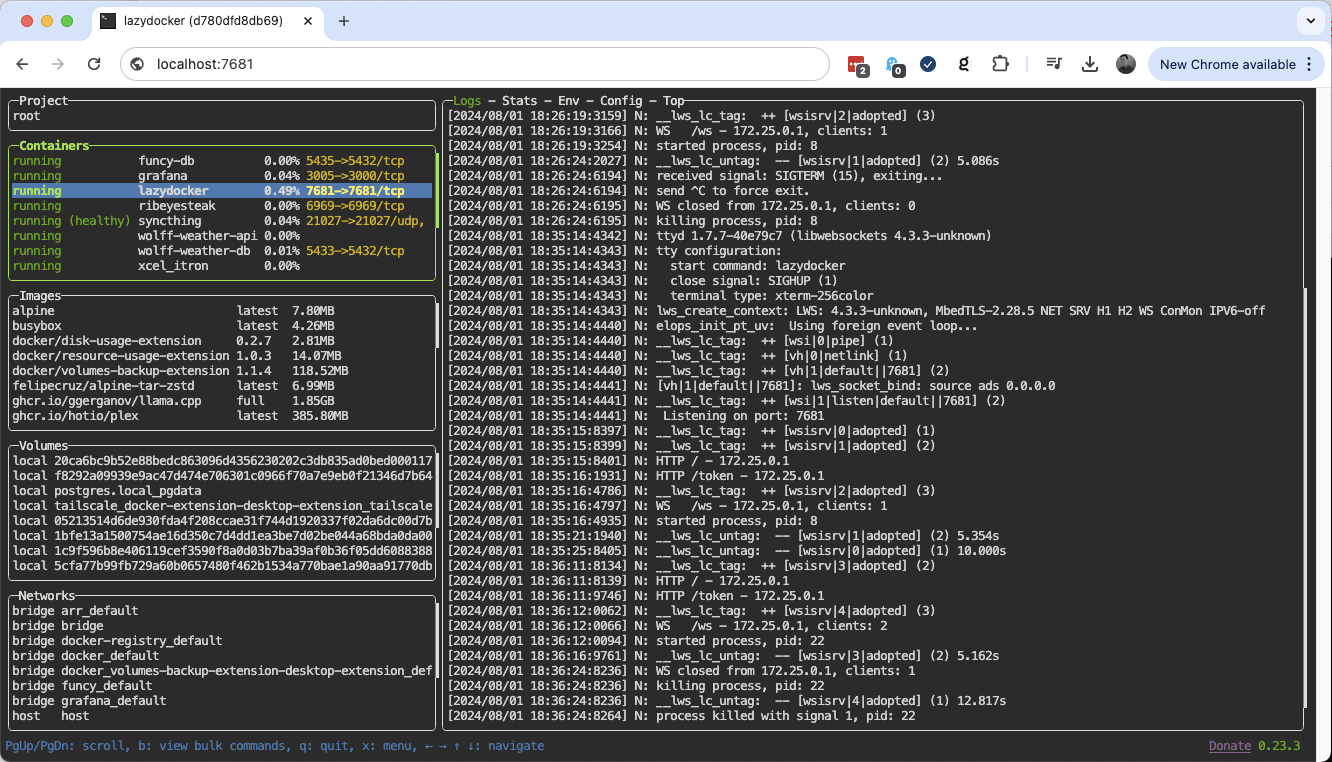 lazydocker (d780dfd8db69)
localhost:7681
2
0
g
New Chrome available
Project
root
Containers
running funcy-db 0.00% 5435->5432/tcp
running grafana 0.04% 3005->3000/tcp
running lazydocker 0.49% 7681->7681/tcp
running ribeyesteak 0.00% 6969->6969/tcp
running (healthy) syncthing 0.04% 21027->21027/udp,
running wolff-weather-api 0.00%
running wolff-weather-db 0.01% 5433->5432/tcp
running xcel_itron 0.00%
Images
alpine latest 7.80MB
busybox latest 4.26MB
docker/disk-usage-extension 0.2.7 2.81MB
docker/resource-usage-extension 1.0.3 14.07MB
docker/volumes-backup-extension 1.1.4 118.52MB
felipecruz/alpine-tar-zstd latest 6.99MB
ghcr.io/ggerganov/llama.cpp full 1.85GB
ghcr.io/hotio/plex latest 385.80MB
Volumes
local 20ca6bc9b52e88bedc863096d4356230202c3db835ad0bed000117
local f8292a09939e9ac47d474e706301c0966f70a7e9eb0f21346d7b64
local postgres.local_pgdata
local tailscale_docker-extension-desktop-extension_tailscale
local 05213514d6de930fda4f208ccae31f744d1920337f02da6dc00d7b
local 1bfe13a1500754ae16d350c7d4dd1ea3be7d02be044a68bda0da00
local 1c9f596b8e406119cef3590f8a0d03b7ba39af0b36f05dd6088388
local 5cfa77b99fb729a60b0657480f462b1534a770bae1a90aa91770db
Networks
bridge arr_default
bridge bridge
bridge docker-registry_default
bridge docker_default
bridge docker_volumes-backup-extension-desktop-extension_def
bridge funcy_default
bridge grafana_default
host host
Logs - Stats - Env - Config - Top
[2024/08/01 18:26:19:3159] N: __lws_lc_tag:  ++ [wsisrv|2|adopted] (3)
[2024/08/01 18:26:19:3166] N: WS   /ws - 172.25.0.1, clients: 1
[2024/08/01 18:26:19:3254] N: started process, pid: 8
[2024/08/01 18:26:24:2027] N: __lws_lc_untag:  -- [wsisrv|1|adopted] (2) 5.086s
[2024/08/01 18:26:24:6194] N: received signal: SIGTERM (15), exiting...
[2024/08/01 18:26:24:6194] N: send ^C to force exit.
[2024/08/01 18:26:24:6195] N: WS closed from 172.25.0.1, clients: 0
[2024/08/01 18:26:24:6195] N: killing process, pid: 8
[2024/08/01 18:35:14:4342] N: ttyd 1.7.7-40e79c7 (libwebsockets 4.3.3-unknown)
[2024/08/01 18:35:14:4343] N: tty configuration:
[2024/08/01 18:35:14:4343] N:   start command: lazydocker
[2024/08/01 18:35:14:4343] N:   close signal: SIGHUP (1)
[2024/08/01 18:35:14:4343] N:   terminal type: xterm-256color
[2024/08/01 18:35:14:4343] N: lws_create_context: LWS: 4.3.3-unknown, MbedTLS-2.28.5 NET SRV H1 H2 WS ConMon IPV6-off
[2024/08/01 18:35:14:4440] N: elops_init_pt_uv:  Using foreign event loop...
[2024/08/01 18:35:14:4440] N: __lws_lc_tag:  ++ [wsi|0|pipe] (1)
[2024/08/01 18:35:14:4440] N: __lws_lc_tag:  ++ [vh|0|netlink] (1)
[2024/08/01 18:35:14:4440] N: __lws_lc_tag:  ++ [vh|1|default||7681] (2)
[2024/08/01 18:35:14:4441] N: [vh|1|default||7681]: lws_socket_bind: source ads 0.0.0.0
[2024/08/01 18:35:14:4441] N: __lws_lc_tag:  ++ [wsi|1|listen|default||7681] (2)
[2024/08/01 18:35:14:4441] N:  Listening on port: 7681
[2024/08/01 18:35:15:8397] N: __lws_lc_tag:  ++ [wsisrv|0|adopted] (1)
[2024/08/01 18:35:15:8399] N: __lws_lc_tag:  ++ [wsisrv|1|adopted] (2)
[2024/08/01 18:35:15:8401] N: HTTP / - 172.25.0.1
[2024/08/01 18:35:16:1931] N: HTTP /token - 172.25.0.1
[2024/08/01 18:35:16:4786] N: __lws_lc_tag:  ++ [wsisrv|2|adopted] (3)
[2024/08/01 18:35:16:4797] N: WS   /ws - 172.25.0.1, clients: 1
[2024/08/01 18:35:16:4935] N: started process, pid: 8
[2024/08/01 18:35:21:1940] N: __lws_lc_untag:  -- [wsisrv|1|adopted] (2) 5.354s
[2024/08/01 18:35:25:8405] N: __lws_lc_untag:  -- [wsisrv|0|adopted] (1) 10.000s
[2024/08/01 18:36:11:8134] N: __lws_lc_tag:  ++ [wsisrv|3|adopted] (2)
[2024/08/01 18:36:11:8139] N: HTTP / - 172.25.0.1
[2024/08/01 18:36:11:9746] N: HTTP /token - 172.25.0.1
[2024/08/01 18:36:12:0062] N: __lws_lc_tag:  ++ [wsisrv|4|adopted] (3)
[2024/08/01 18:36:12:0066] N: WS   /ws - 172.25.0.1, clients: 2
[2024/08/01 18:36:12:0094] N: started process, pid: 22
[2024/08/01 18:36:16:9761] N: __lws_lc_untag:  -- [wsisrv|3|adopted] (2) 5.162s
[2024/08/01 18:36:24:8236] N: WS closed from 172.25.0.1, clients: 1
[2024/08/01 18:36:24:8236] N: killing process, pid: 22
[2024/08/01 18:36:24:8236] N: __lws_lc_untag:  -- [wsisrv|4|adopted] (1) 12.817s
[2024/08/01 18:36:24:8264] N: process killed with signal 1, pid: 22
PgUp/PgDn: scroll, b: view bulk commands, q: quit, x: menu, ← → ↑ ↓: navigate
Donate 0.23.3